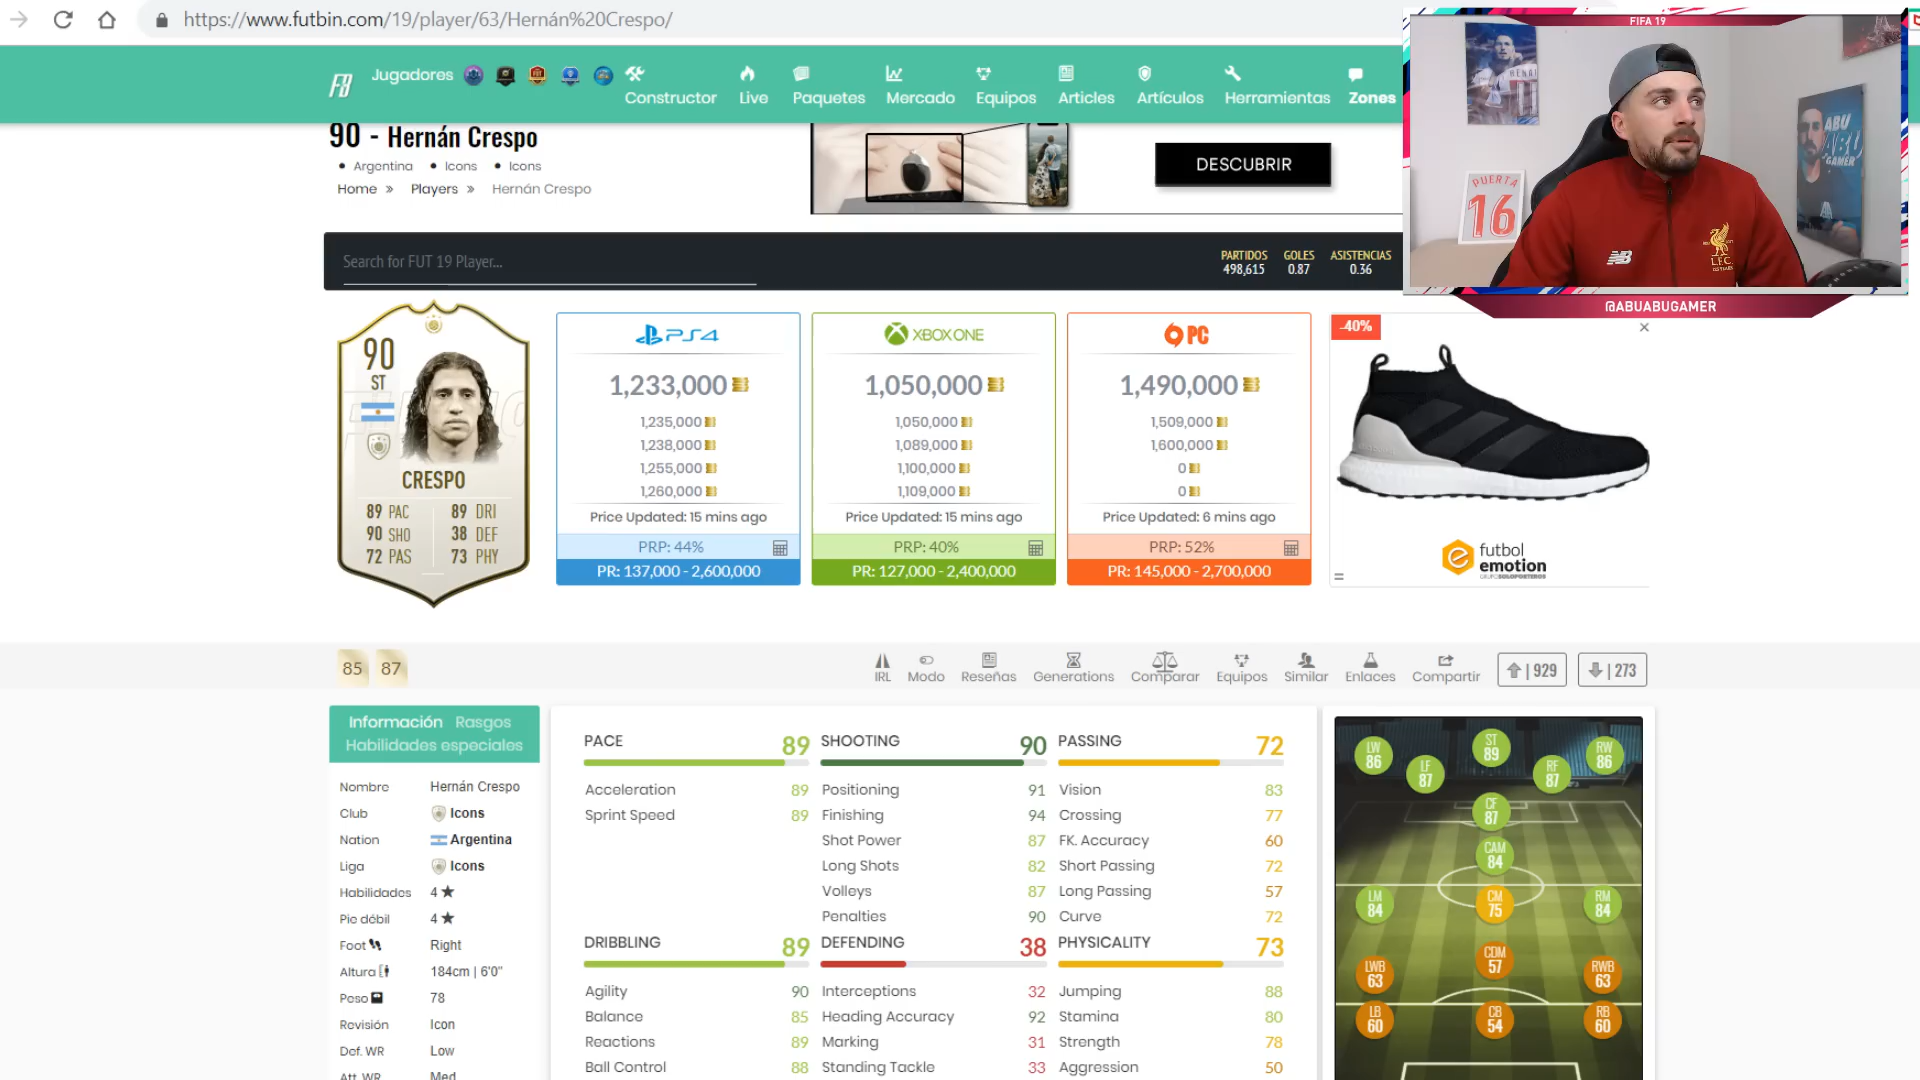 https://www.futbin.com/19/player/63/Hernán%20Crespo/
FIFA 19
Jugadores
Constructor
Live
Paquetes
Mercado
Equipos
Articles
Artículos
Herramientas
Zones
90 - Hernán Crespo
Argentina Icons Icons
Home » Players » Hernán Crespo
DESCUBRIR
ABU
ABU
GAMER
PUERTA
16
NB
L.F.C.
@ABUABUGAMER
Search for FUT 19 Player...
PARTIDOS GOLES ASISTENCIAS
498,615 0.87 0.36
90
ST
CRESPO
89 PAC 89 DRI
90 SHO 38 DEF
72 PAS 73 PHY
PS4
1,233,000
1,235,000
1,238,000
1,255,000
1,260,000
Price Updated: 15 mins ago
PRP: 44%
PR: 137,000 - 2,600,000
XBOX ONE
1,050,000
1,050,000
1,089,000
1,100,000
1,109,000
Price Updated: 15 mins ago
PRP: 40%
PR: 127,000 - 2,400,000
PC
1,490,000
1,509,000
1,600,000
0
0
Price Updated: 6 mins ago
PRP: 52%
PR: 145,000 - 2,700,000
-40%
futbol
emotion
85 87
IRL Modo Reseñas Generations Comparar Equipos Similar Enlaces Compartir | 929 | 273
Información Rasgos
Habilidades especiales
Nombre Hernán Crespo
Club Icons
Nation Argentina
Liga Icons
Habilidades 4
Pie débil 4
Foot Right
Altura 184cm | 6'0"
Peso 78
Revisión Icon
Def. WR Low
Att. WR Med
PACE 89
Acceleration 89
Sprint Speed 89
SHOOTING 90
Positioning 91
Finishing 94
Shot Power 87
Long Shots 82
Volleys 87
Penalties 90
PASSING 72
Vision 83
Crossing 77
FK. Accuracy 60
Short Passing 72
Long Passing 57
Curve 72
DRIBBLING 89
Agility 90
Balance 85
Reactions 89
Ball Control 88
DEFENDING 38
Interceptions 32
Heading Accuracy 92
Marking 31
Standing Tackle 33
PHYSICALITY 73
Jumping 88
Stamina 80
Strength 78
Aggression 50
LW 86
ST 89
RW 86
LF 87
RF 87
CF 87
CAM 84
LM 84
CM 75
RM 84
LWB 63
CDM 57
RWB 63
LB 60
CB 54
RB 60